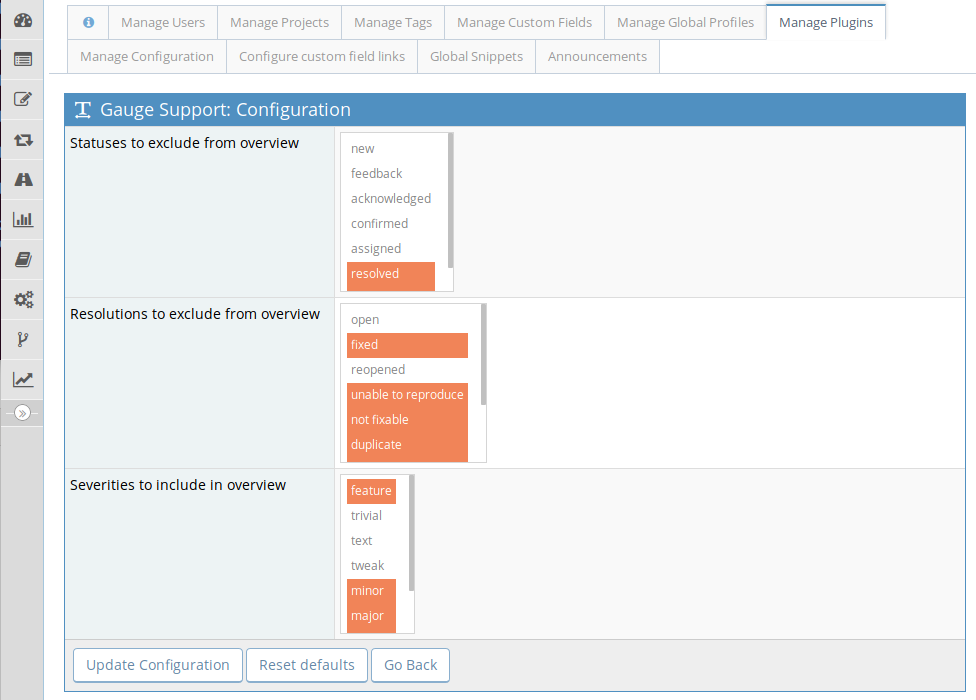 Manage Users
Manage Projects
Manage Tags
Manage Custom Fields
Manage Global Profiles
Manage Plugins
Manage Configuration
Configure custom field links
Global Snippets
Announcements
Gauge Support: Configuration
Statuses to exclude from overview
new
feedback
acknowledged
confirmed
assigned
resolved
Resolutions to exclude from overview
open
fixed
reopened
unable to reproduce
not fixable
duplicate
Severities to include in overview
feature
trivial
text
tweak
minor
major
Update Configuration
Reset defaults
Go Back